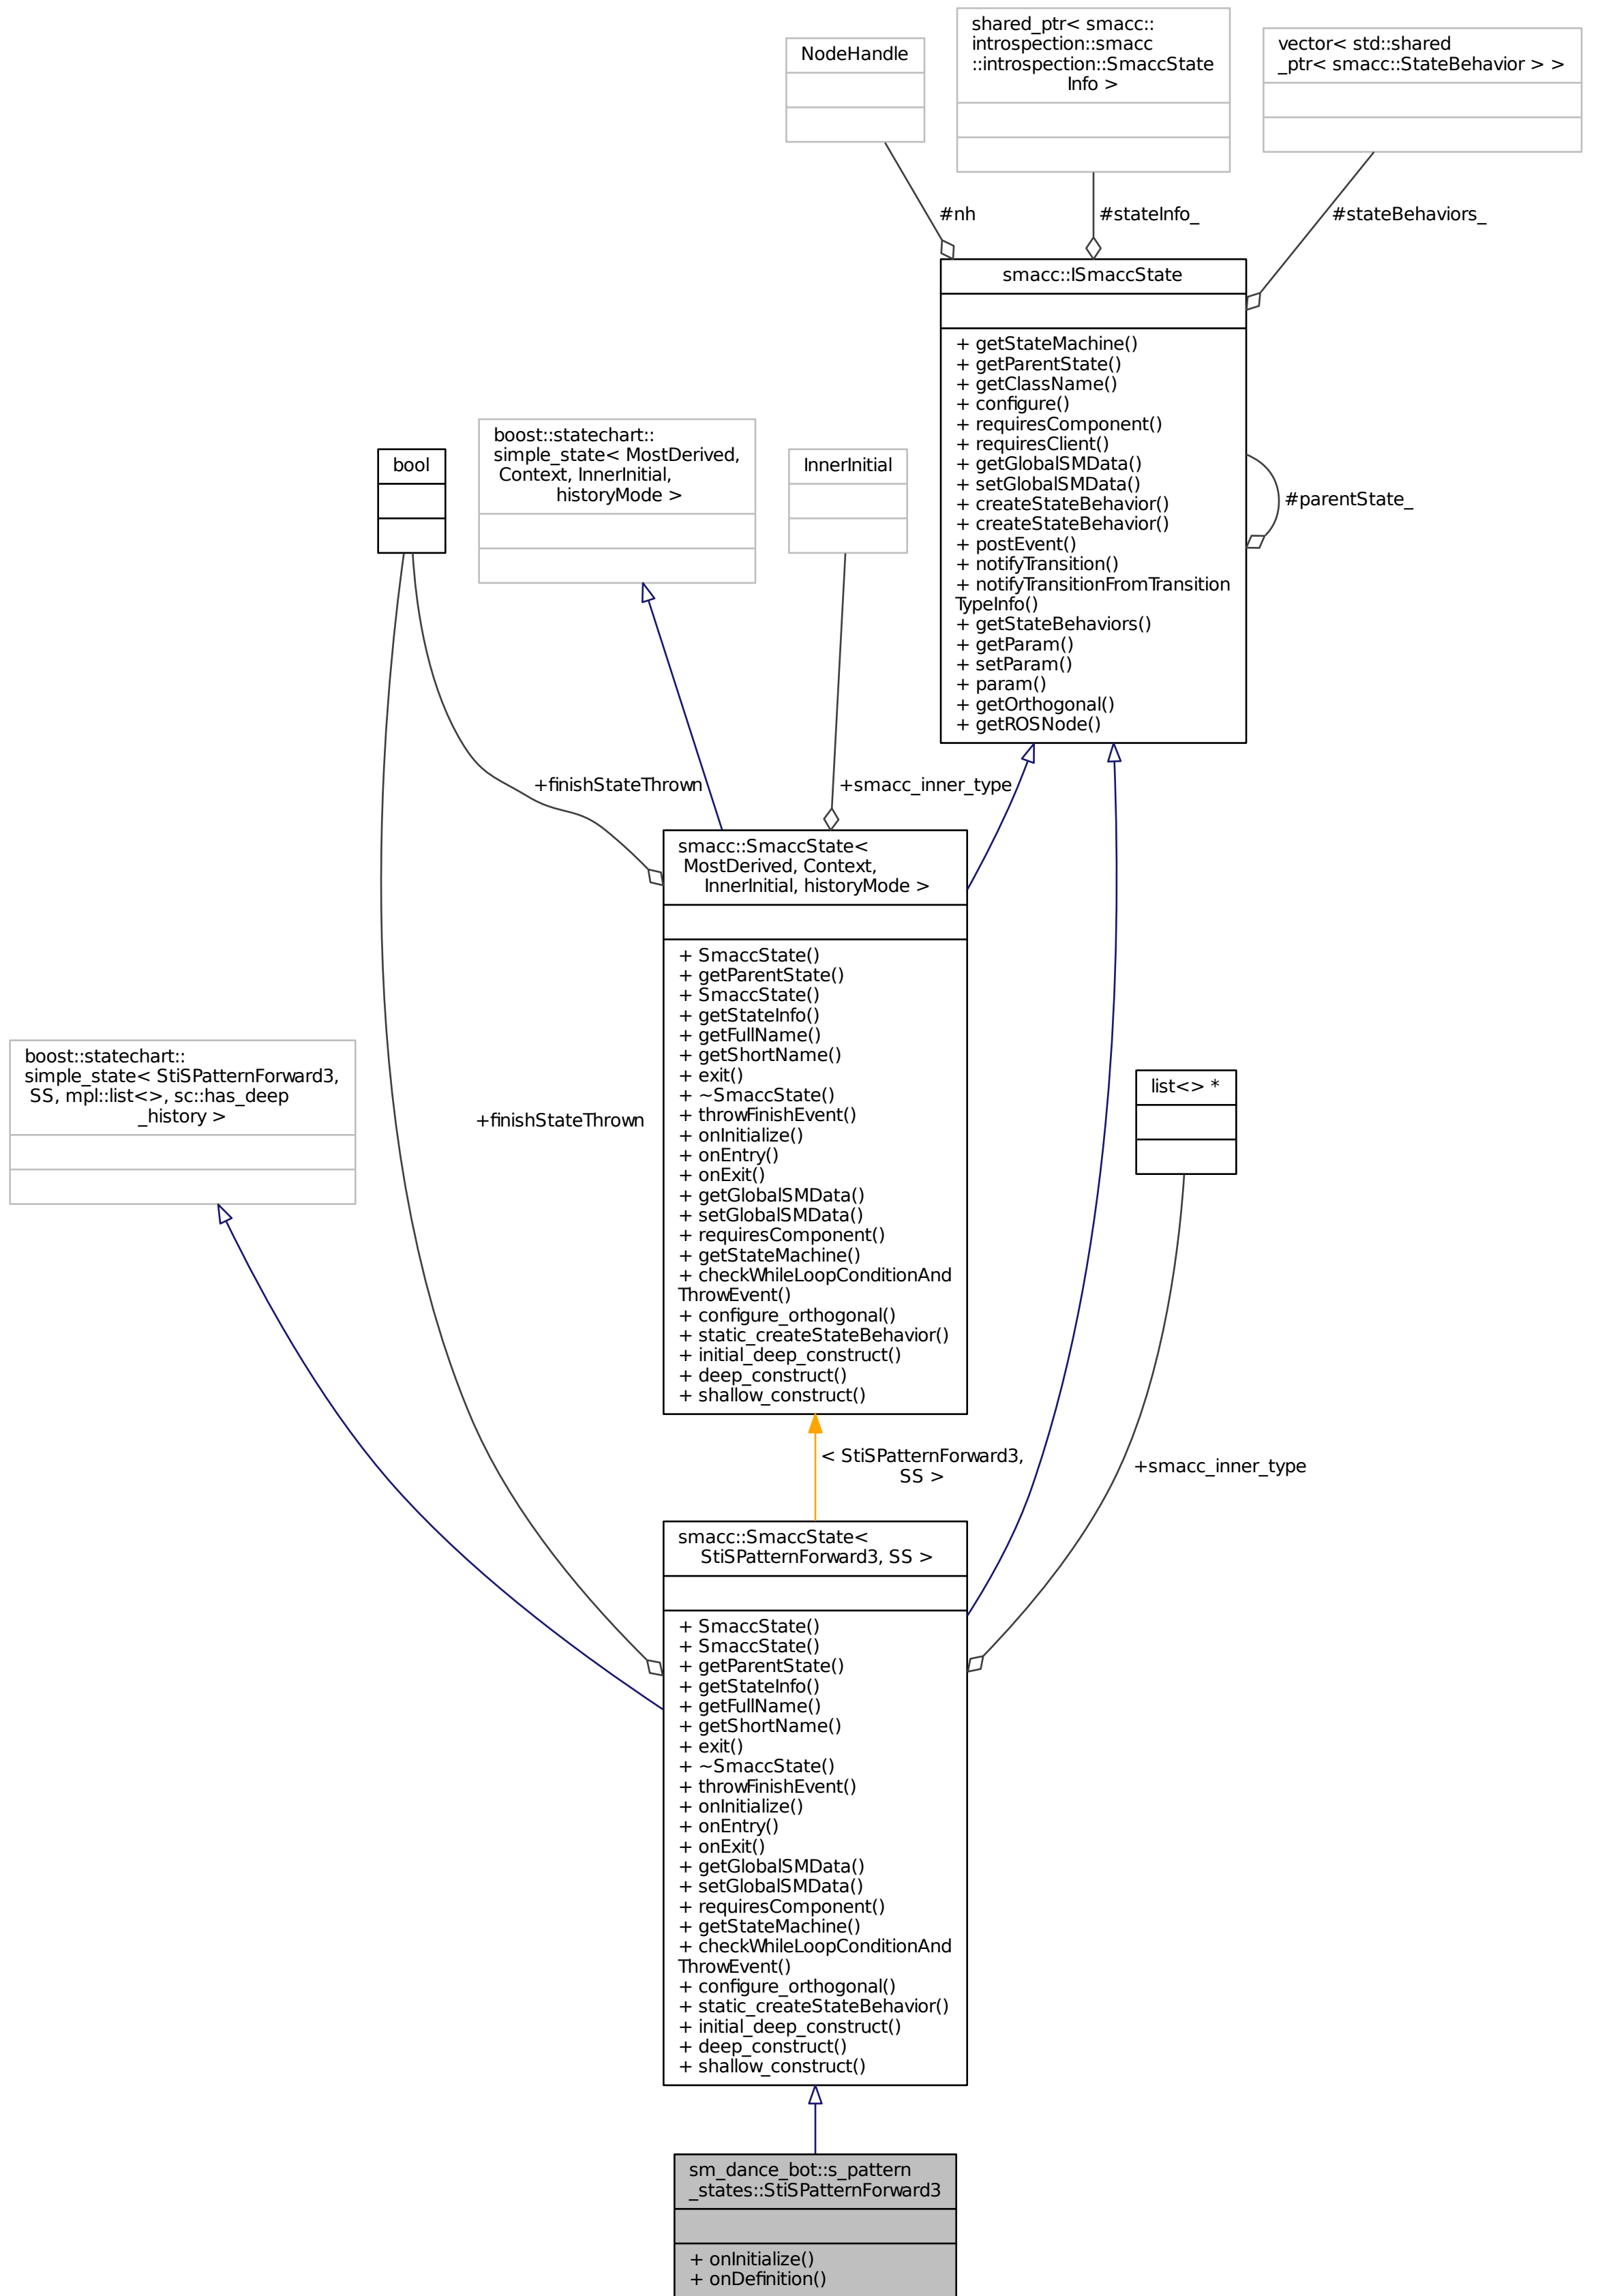 shared_ptr< smacc::
introspection::smacc
::introspection::SmaccState
Info >
NodeHandle
vector< std::shared
_ptr< smacc::StateBehavior > >
#nh
#stateInfo_
#stateBehaviors_
smacc::ISmaccState
+ getStateMachine()
+ getParentState()
+ getClassName()
+ configure()
+ requiresComponent()
+ requiresClient()
+ getGlobalSMData()
+ setGlobalSMData()
+ createStateBehavior()
+ createStateBehavior()
+ postEvent()
+ notifyTransition()
+ notifyTransitionFromTransition
TypeInfo()
+ getStateBehaviors()
+ getParam()
+ setParam()
+ param()
+ getOrthogonal()
+ getROSNode()
#parentState_
bool
boost::statechart::
simple_state< MostDerived,
Context, InnerInitial,
historyMode >
InnerInitial
+finishStateThrown
+smacc_inner_type
smacc::SmaccState<
MostDerived, Context,
InnerInitial, historyMode >
+ SmaccState()
+ getParentState()
+ SmaccState()
+ getStateInfo()
+ getFullName()
+ getShortName()
+ exit()
+ ~SmaccState()
+ throwFinishEvent()
+ onInitialize()
+ onEntry()
+ onExit()
+ getGlobalSMData()
+ setGlobalSMData()
+ requiresComponent()
+ getStateMachine()
+ checkWhileLoopConditionAnd
ThrowEvent()
+ configure_orthogonal()
+ static_createStateBehavior()
+ initial_deep_construct()
+ deep_construct()
+ shallow_construct()
boost::statechart::
simple_state< StiSPatternForward3,
SS, mpl::list<>, sc::has_deep
_history >
+finishStateThrown
list<> *
< StiSPatternForward3,
SS >
+smacc_inner_type
smacc::SmaccState<
StiSPatternForward3, SS >
+ SmaccState()
+ SmaccState()
+ getParentState()
+ getStateInfo()
+ getFullName()
+ getShortName()
+ exit()
+ ~SmaccState()
+ throwFinishEvent()
+ onInitialize()
+ onEntry()
+ onExit()
+ getGlobalSMData()
+ setGlobalSMData()
+ requiresComponent()
+ getStateMachine()
+ checkWhileLoopConditionAnd
ThrowEvent()
+ configure_orthogonal()
+ static_createStateBehavior()
+ initial_deep_construct()
+ deep_construct()
+ shallow_construct()
sm_dance_bot::s_pattern
_states::StiSPatternForward3
+ onInitialize()
+ onDefinition()